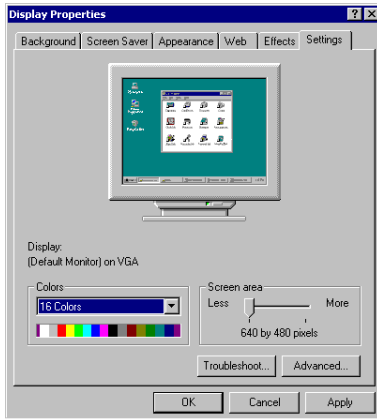 Display Properties
Background Screen Saver Appearance Web Effects Settings
Display:
(Default Monitor) on VGA
Colors
16 Colors
Screen area
Less More
640 by 480 pixels
Troubleshoot... Advanced...
OK Cancel Apply